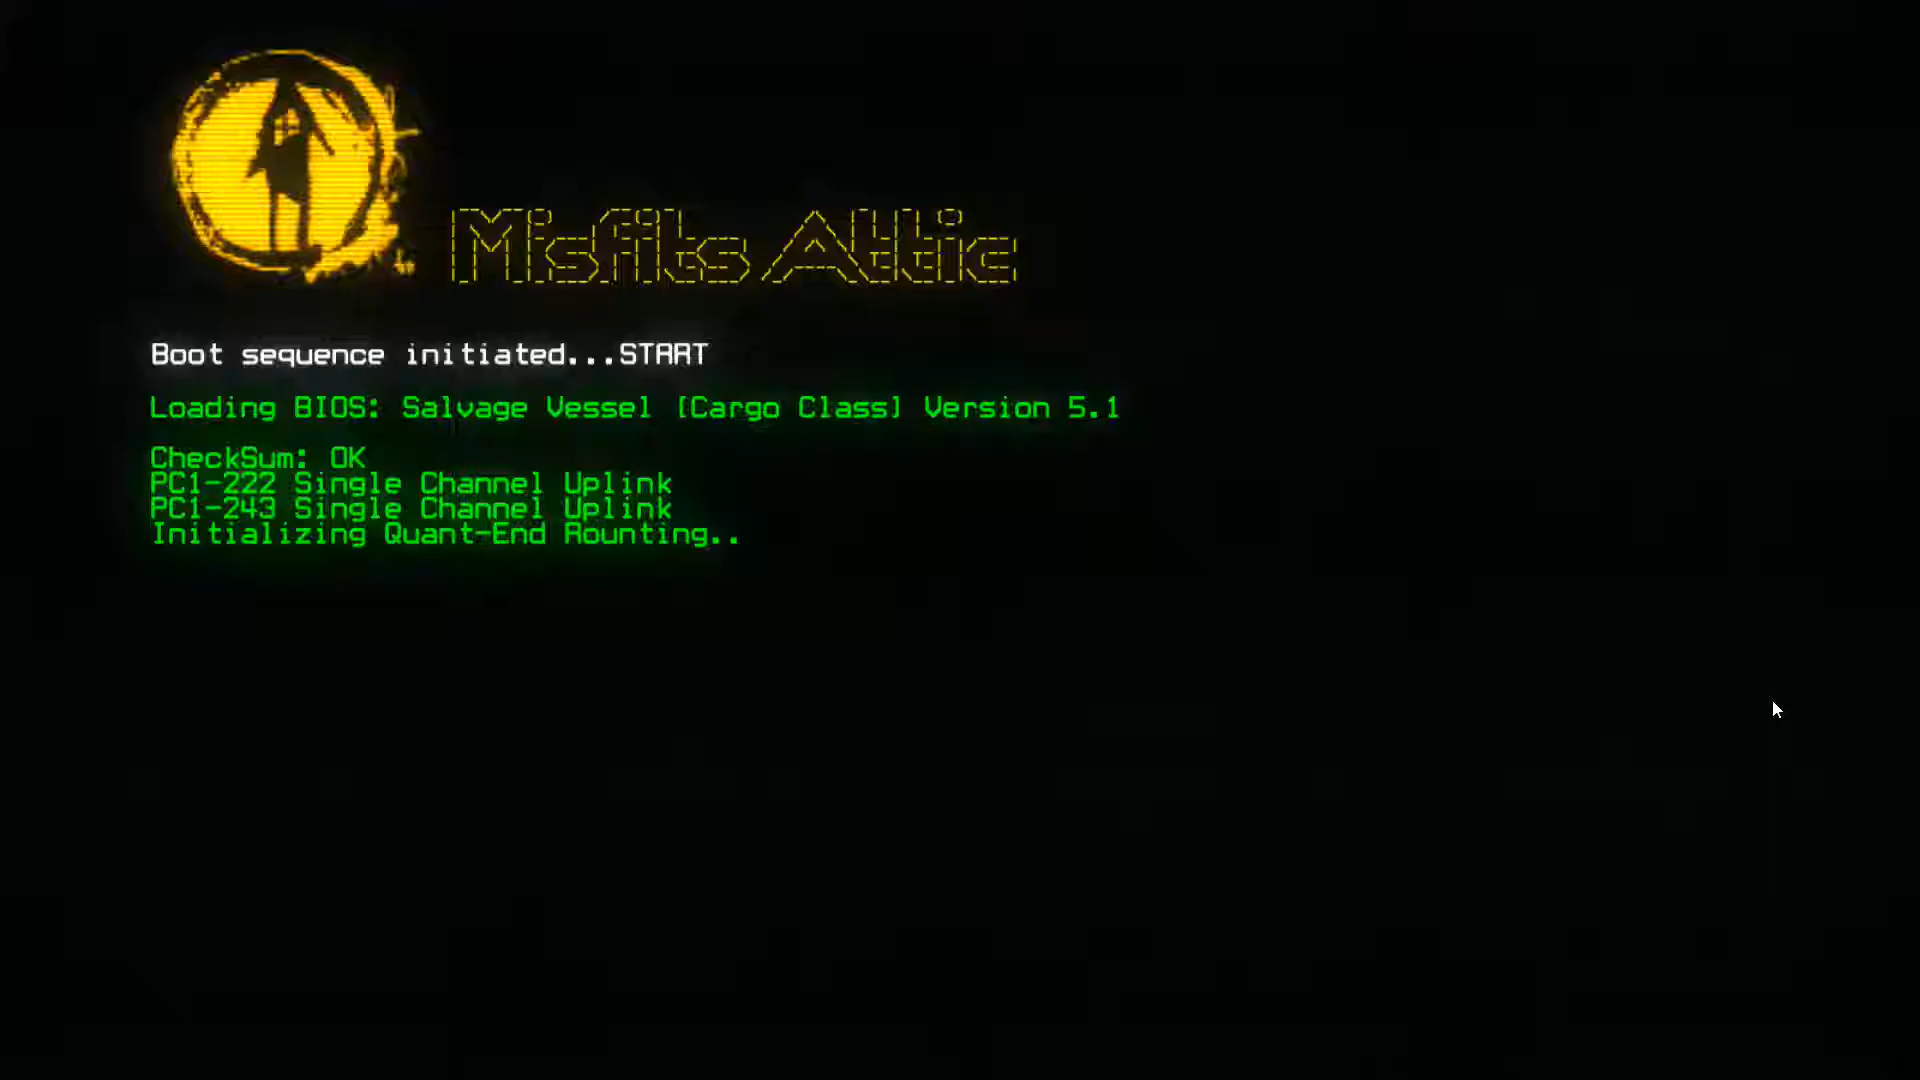 Misfits Attic
Boot sequence initiated...START
Loading BIOS: Salvage Vessel [Cargo Class] Version 5.1
CheckSum: OK
PC1-222 Single Channel Uplink
PC1-243 Single Channel Uplink
Initializing Quant-End Rounting..